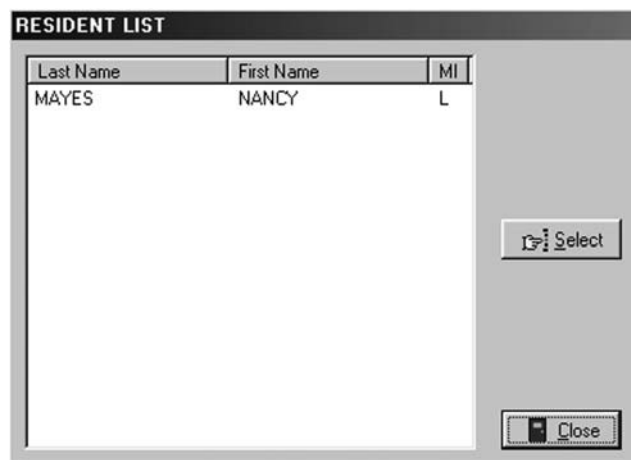 RESIDENT LIST
Last Name First Name MI
MAYES NANCY L
Select
Close